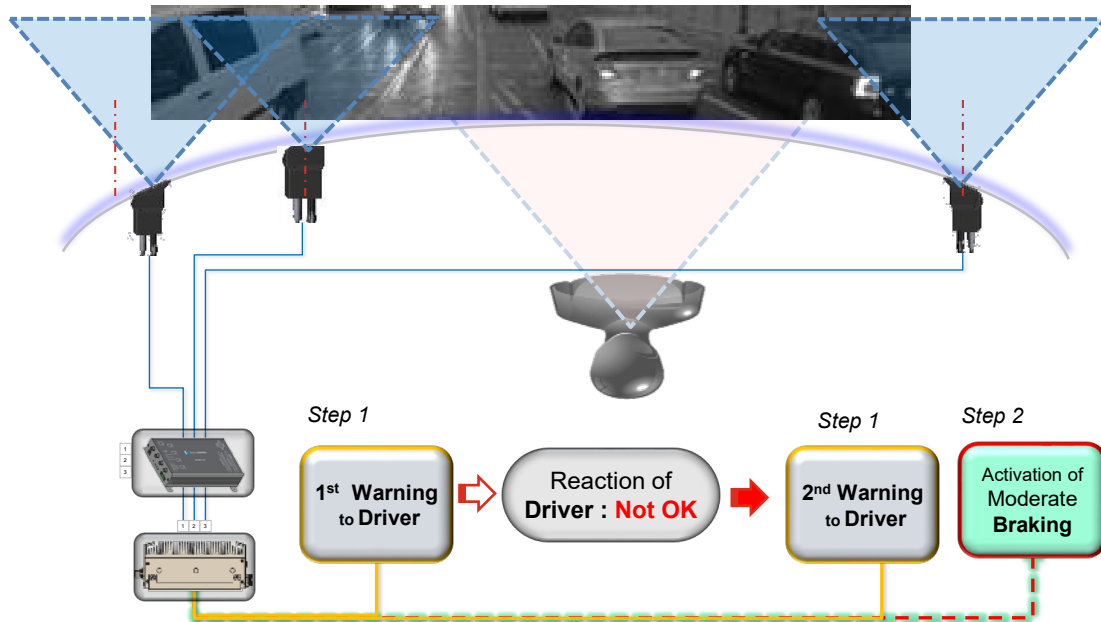 Step 1
Step 1
Step 2
1st Warning
to Driver
Reaction of
Driver : Not OK
2nd Warning
to Driver
Activation of
Moderate
Braking
1
2
3
1 2 3